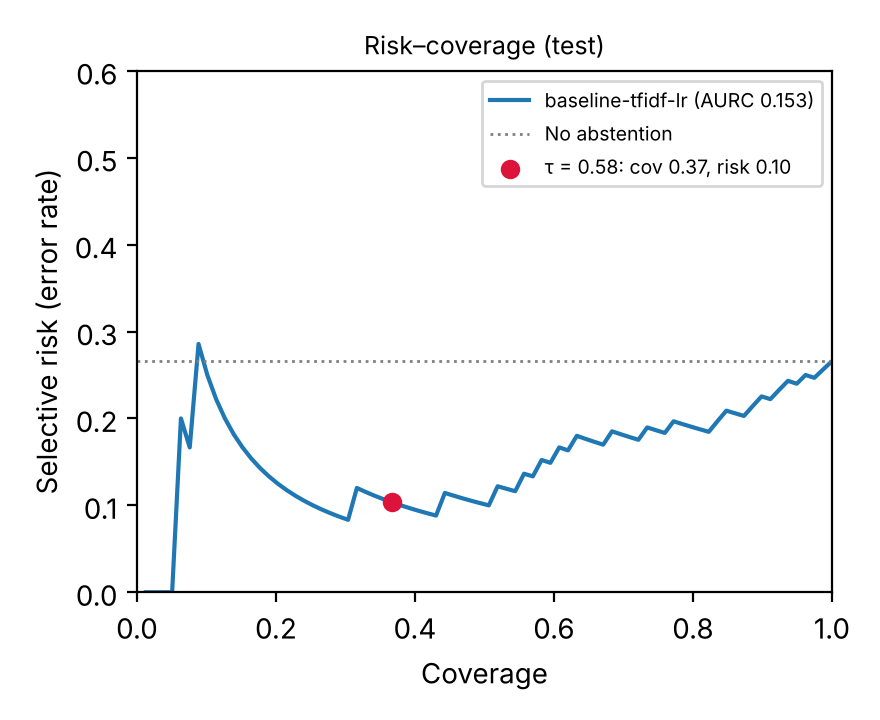 Risk–coverage (test)
baseline-tfidf-lr (AURC 0.153)
No abstention
τ = 0.58: cov 0.37, risk 0.10
Selective risk (error rate)
0.6
0.5
0.4
0.3
0.2
0.1
0.0
0.0 0.2 0.4 0.6 0.8 1.0
Coverage